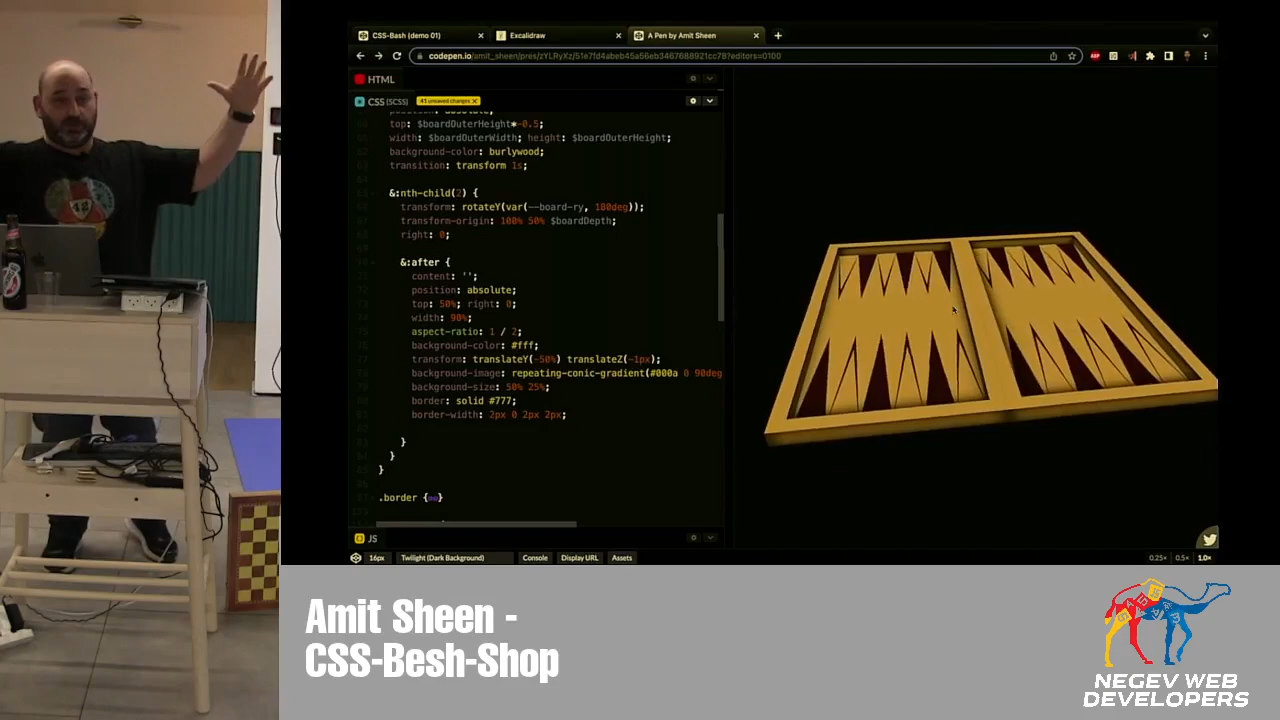 CSS-Bash (demo 01)
Excalidraw
A Pen by Amit Sheen
codepen.io/amit_sheen/pres/zYLRyXz/51e7fd4abeb45a56eb3467888921cc78?editors=0100
HTML
CSS (SCSS)
41 unsaved changes X
top: $boardOuterHeight*-0.5;
width: $boardOuterWidth; height: $boardOuterHeight;
background-color: burlywood;
transition: transform 1s;
&:nth-child(2) {
transform: rotateY(var(--board-ry, 180deg));
transform-origin: 100% 50% $boardDepth;
right: 0;
&:after {
content: '';
position: absolute;
top: 50%; right: 0;
width: 90%;
aspect-ratio: 1 / 2;
background-color: #fff;
transform: translateY(-50%) translateZ(-1px);
background-image: repeating-conic-gradient(#000a 0 90deg
background-size: 50% 25%;
border: solid #777;
border-width: 2px 0 2px 2px;
}
}
}
.border {
JS
16px Twilight (Dark Background) Console Display URL Assets 0.25× 0.5× 1.0×
Amit Sheen -
CSS-Besh-Shop
NEGEV WEB
DEVELOPERS